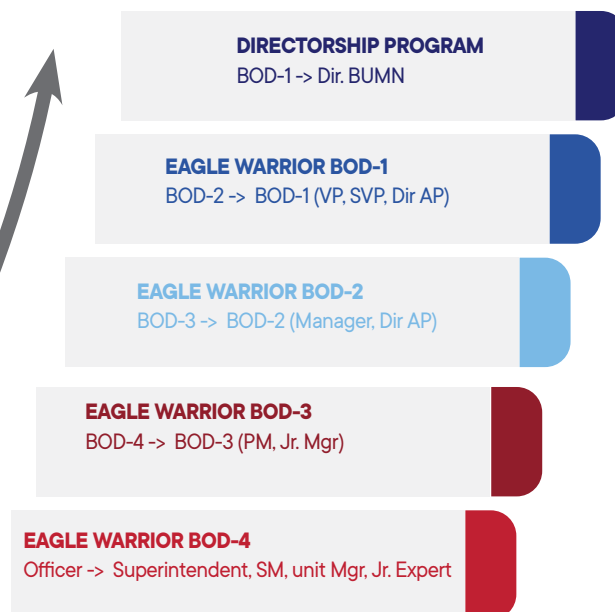 DIRECTORSHIP PROGRAM
BOD-1 -> Dir. BUMN
EAGLE WARRIOR BOD-1
BOD-2 -> BOD-1 (VP, SVP, Dir AP)
EAGLE WARRIOR BOD-2
BOD-3 -> BOD-2 (Manager, Dir AP)
EAGLE WARRIOR BOD-3
BOD-4 -> BOD-3 (PM, Jr. Mgr)
EAGLE WARRIOR BOD-4
Officer -> Superintendent, SM, unit Mgr, Jr. Expert